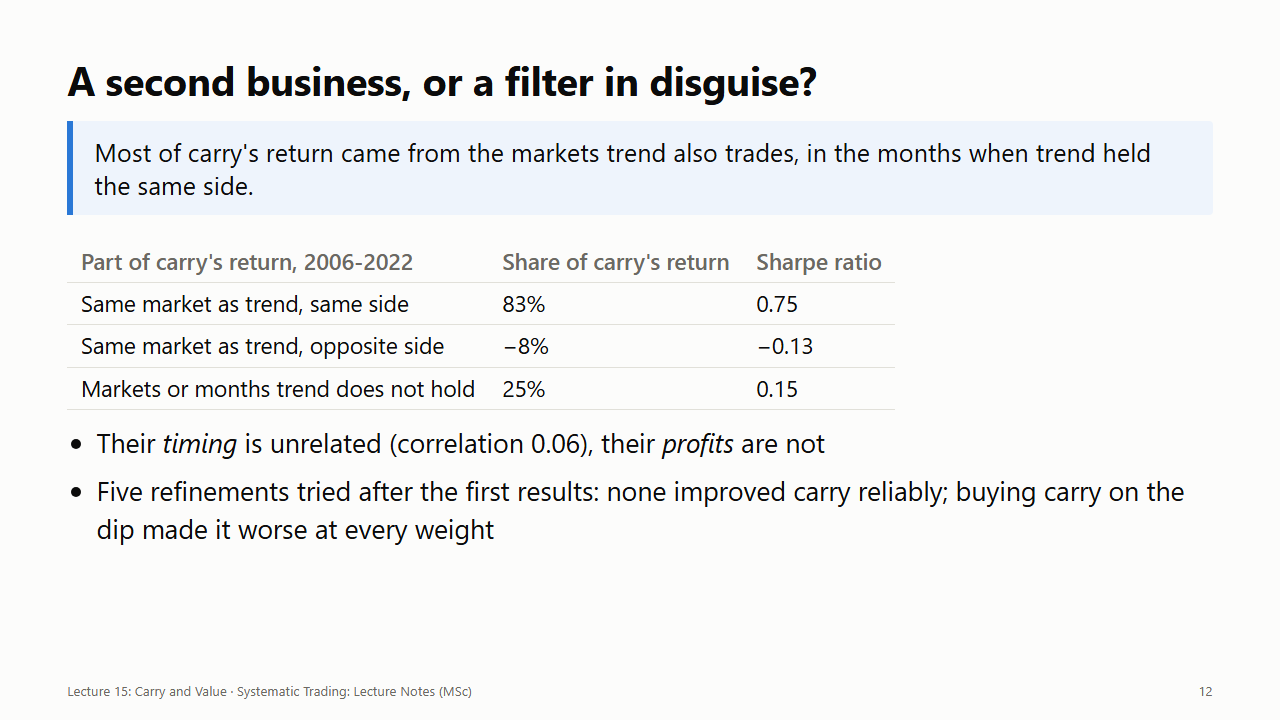 A second business, or a filter in disguise?
Most of carry's return came from the markets trend also trades, in the months when trend held
the same side.
Part of carry's return, 2006-2022 Share of carry's return Sharpe ratio
Same market as trend, same side 83% 0.75
Same market as trend, opposite side −8% −0.13
Markets or months trend does not hold 25% 0.15
• Their timing is unrelated (correlation 0.06), their profits are not
• Five refinements tried after the first results: none improved carry reliably; buying carry on the
dip made it worse at every weight
Lecture 15: Carry and Value · Systematic Trading: Lecture Notes (MSc) 12